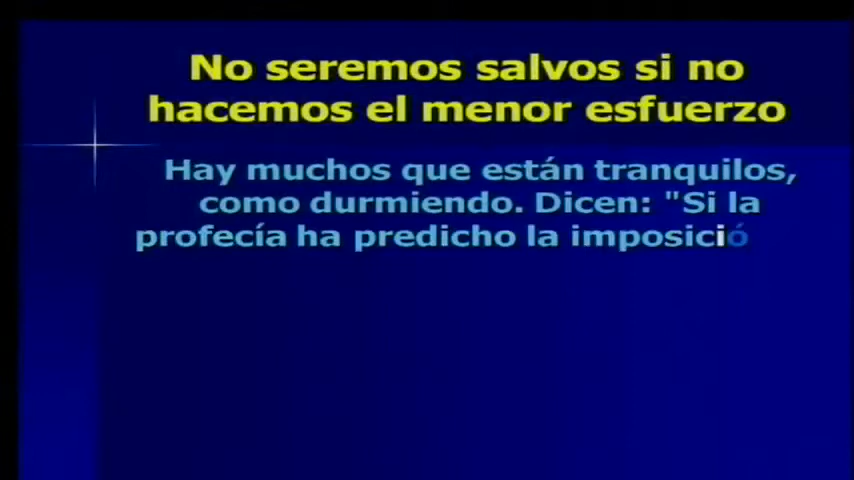 No seremos salvos si no
hacemos el menor esfuerzo
Hay muchos que están tranquilos,
como durmiendo. Dicen: "Si la
profecía ha predicho la imposició